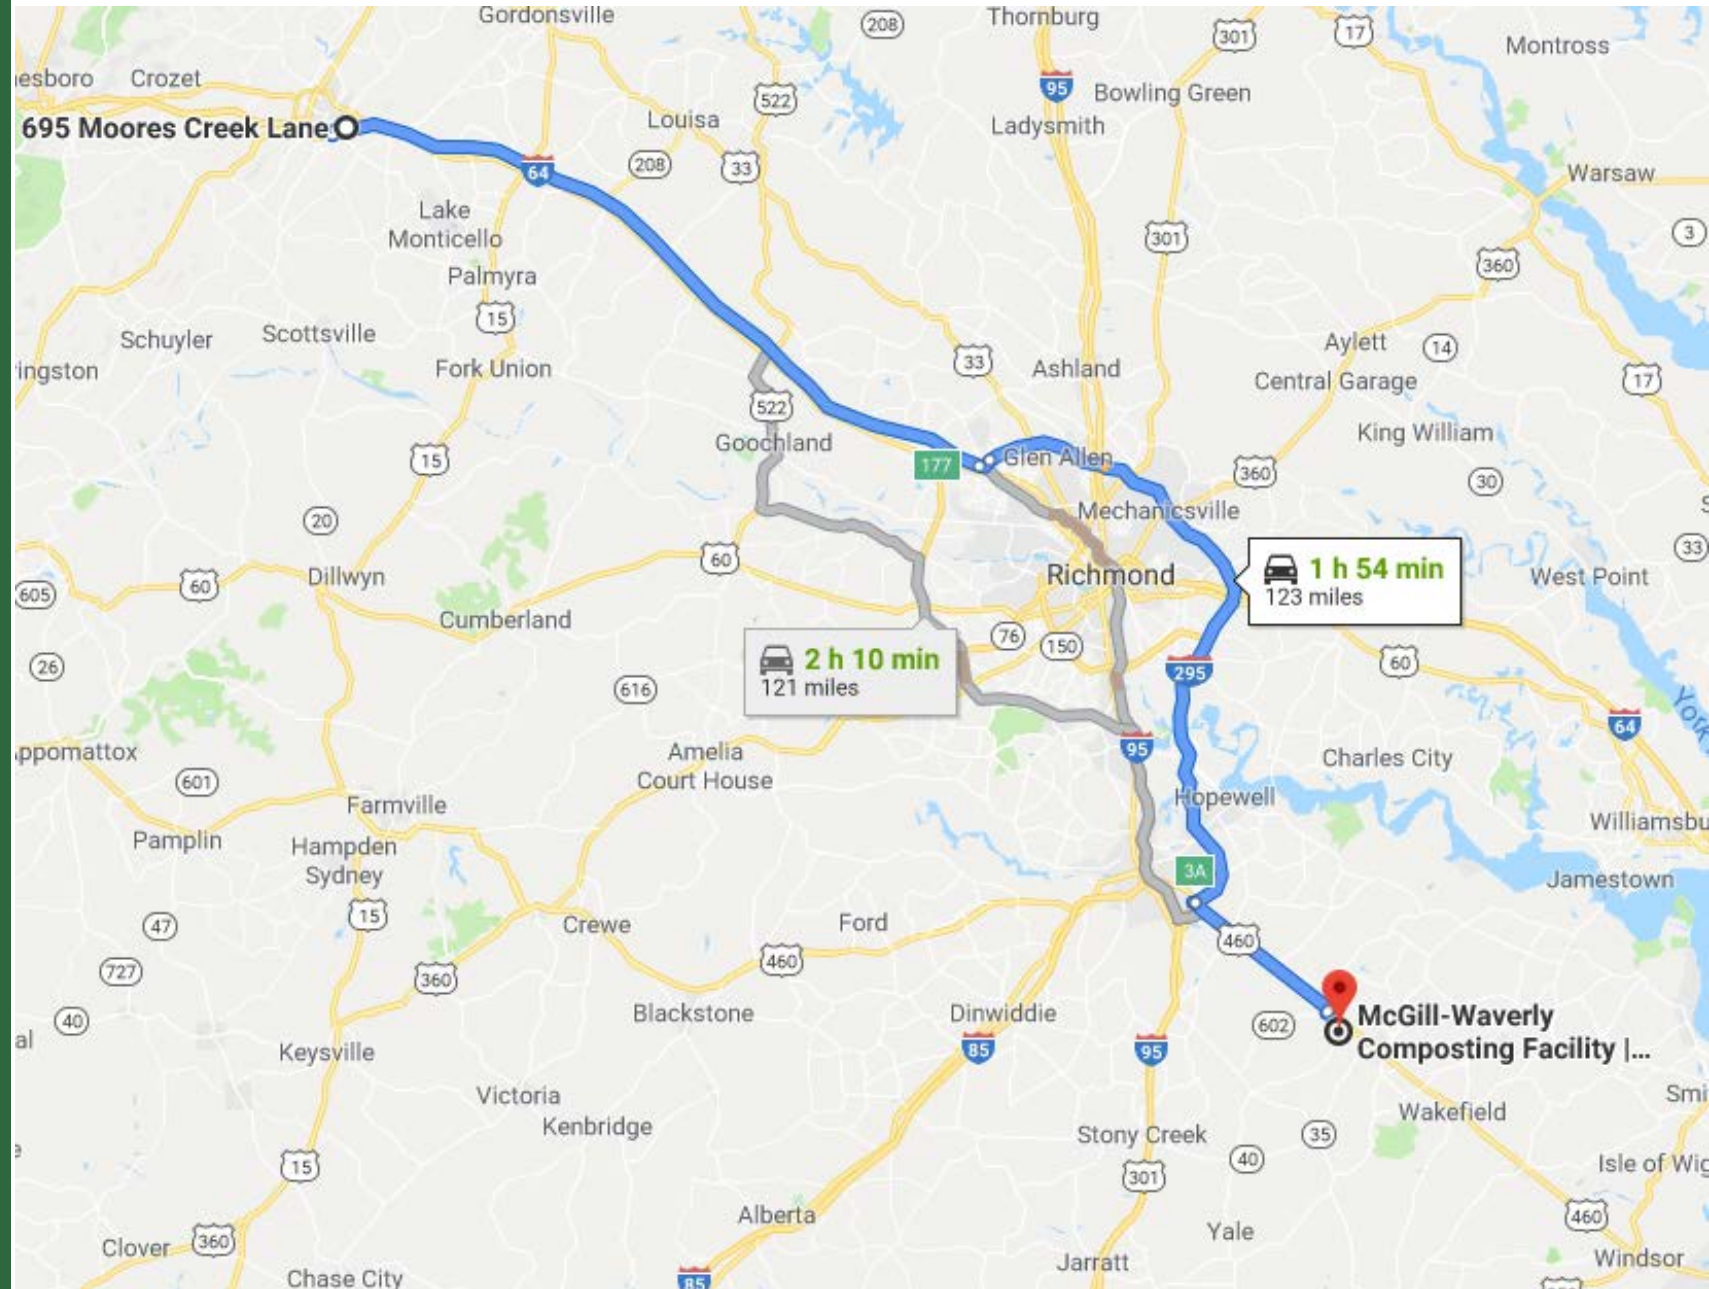 Gordonsville
208
Thornburg
301
17
Montross
esboro
Crozet
522
95
Bowling Green
Louisa
Ladysmith
695 Moores Creek Lane
208
33
64
Warsaw
Lake
Monticello
301
3
360
Palmyra
15
Schuyler
Scottsville
Aylett
14
ington
Fork Union
33
Ashland
Central Garage
17
522
Goochland
King William
15
177
Glen Allen
360
30
20
Mechanicsville
33
60
Dillwyn
60
Richmond
1 h 54 min
123 miles
West Point
605
Cumberland
76
150
2 h 10 min
121 miles
26
616
295
60
York
64
ppomattox
Amelia
Court House
95
Charles City
601
Farmville
Hopewell
Pamplin
Hampden
Sydney
Williamsbu
3A
Jamestown
47
15
Crewe
Ford
460
460
727
360
Blackstone
Dinwiddie
40
al
602
McGill-Waverly
Composting Facility |...
Keysville
85
95
Victoria
Kenbridge
Smi
Wakefield
Stony Creek
35
15
301
40
Isle of Wig
Alberta
460
Yale
Clover
360
Jarratt
Windsor
Chase City
85